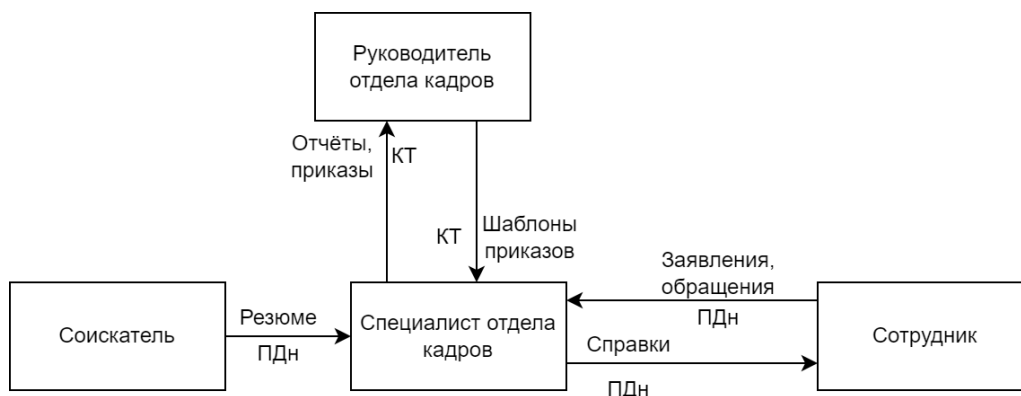 Руководитель
отдела кадров
Отчёты,
приказы
КТ
КТ
Шаблоны
приказов
Заявления,
обращения
ПДн
Соискатель
Резюме
ПДн
Специалист отдела
кадров
Справки
ПДн
Сотрудник